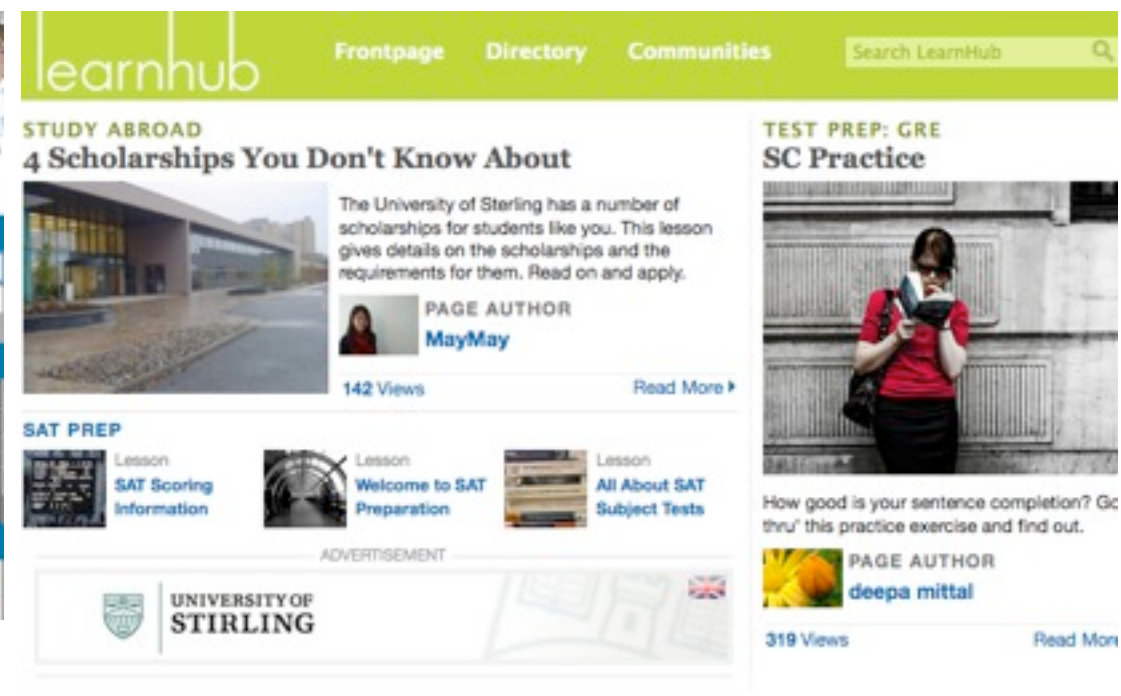 learnhub
Frontpage Directory Communities
Search LearnHub
STUDY ABROAD
4 Scholarships You Don't Know About
The University of Sterling has a number of
scholarships for students like you. This lesson
gives details on the scholarships and the
requirements for them. Read on and apply.
PAGE AUTHOR
MayMay
142 Views
Read More
SAT PREP
Lesson
SAT Scoring
Information
Lesson
Welcome to SAT
Preparation
Lesson
All About SAT
Subject Tests
ADVERTISEMENT
UNIVERSITY OF
STIRLING
TEST PREP: GRE
SC Practice
How good is your sentence completion? Go
thru' this practice exercise and find out.
PAGE AUTHOR
deepa mittal
319 Views
Read More